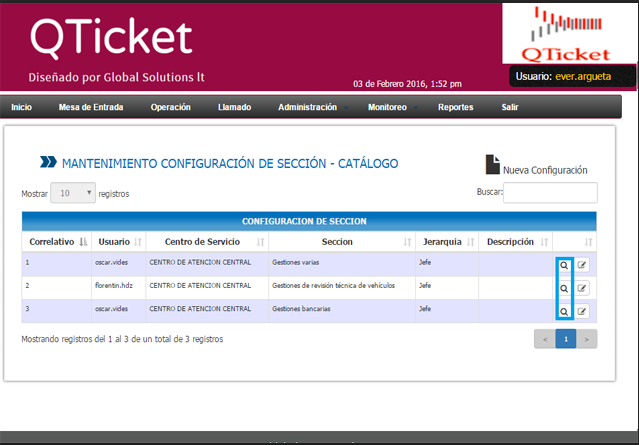 QTicket
QTicket
Diseñado por Global Solutions lt
03 de Febrero 2016, 1:52 pm
Usuario: ever.argueta
Inicio Mesa de Entrada Operación Llamado Administración Monitoreo Reportes Salir
MANTENIMIENTO CONFIGURACIÓN DE SECCIÓN - CATÁLOGO
Nueva Configuración
Mostrar 10 registros
Buscar:
CONFIGURACION DE SECCION
Correlativo Usuario Centro de Servicio Seccion Jerarquia Descripción
1 oscar.vides CENTRO DE ATENCION CENTRAL Gestiones varias Jefe
2 florentin.hdz CENTRO DE ATENCION CENTRAL Gestiones de revisión técnica de vehículos Jefe
3 oscar.vides CENTRO DE ATENCION CENTRAL Gestiones bancarias Jefe
Mostrando registros del 1 al 3 de un total de 3 registros
< 1 >